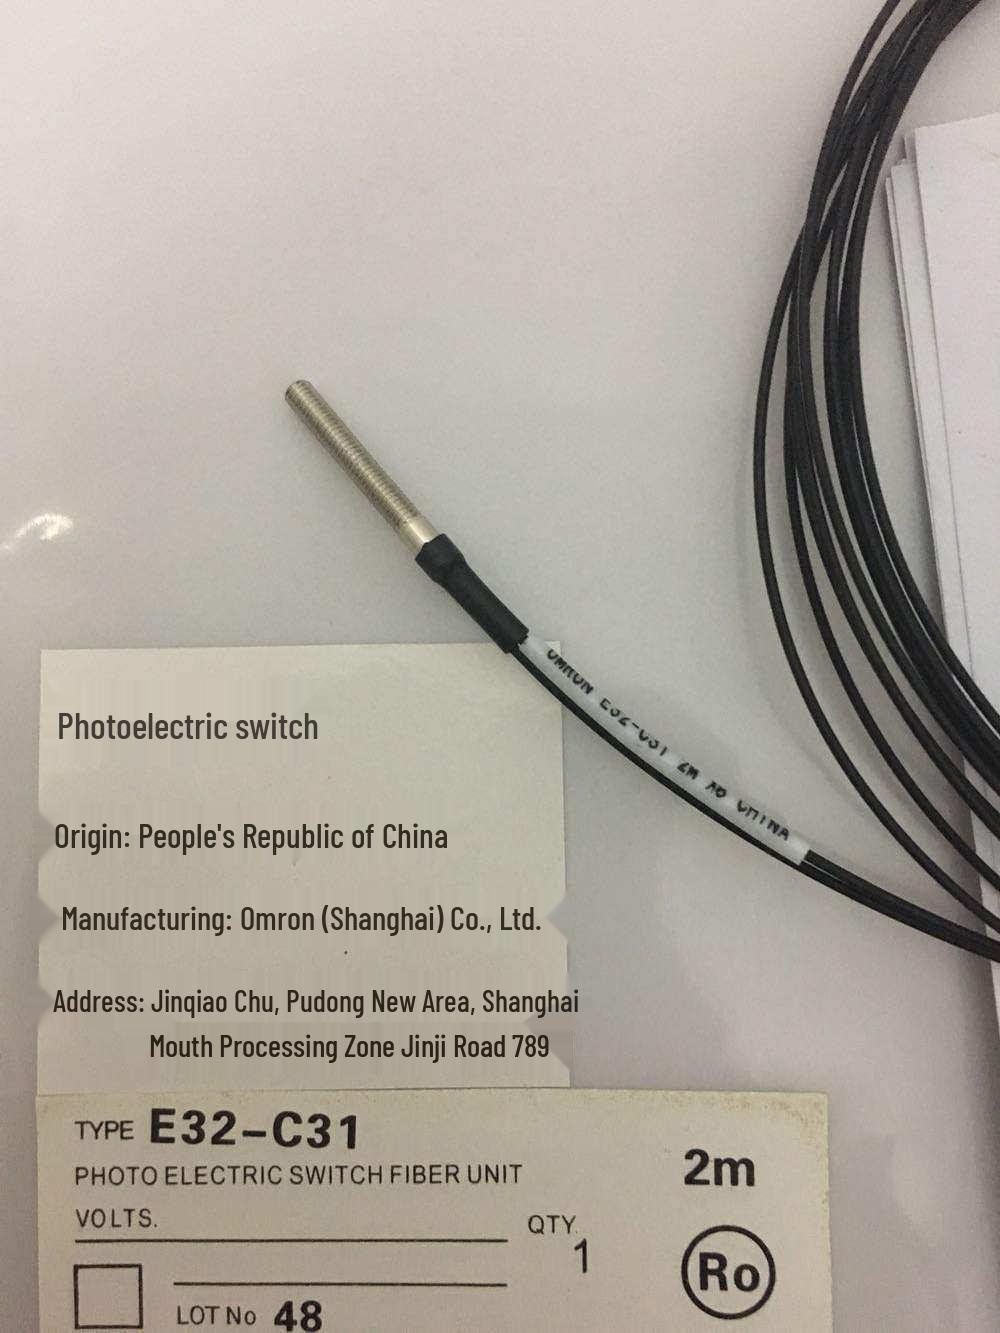 OMRON E32-C31 2M X6 CHINA
Photoelectric switch
Origin: People's Republic of China
Manufacturing: Omron (Shanghai) Co., Ltd.
Address: Jinqiao Chu, Pudong New Area, Shanghai
Mouth Processing Zone Jinji Road 789
TYPE E32-C31
2m
PHOTO ELECTRIC SWITCH FIBER UNIT
VOLTS.
QTY.
1
Ro
LOT No 48